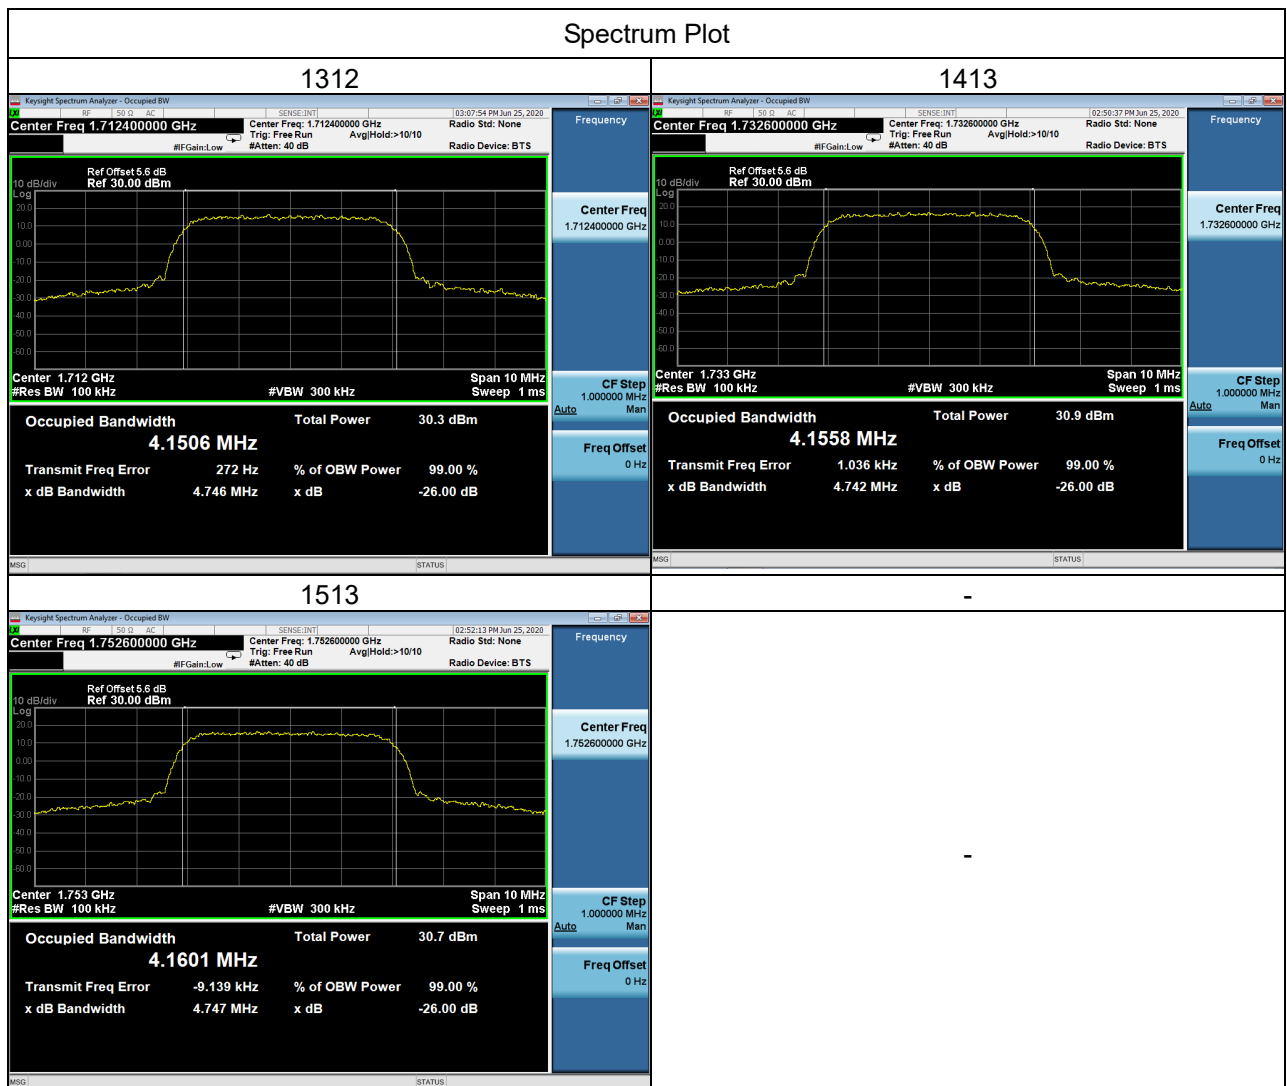 Spectrum Plot
1312
Keysight Spectrum Analyzer - Occupied BW
LXI RF 50 Ω AC SENSE:INT 03:07:54 PM Jun 25, 2020
Center Freq 1.712400000 GHz
Center Freq: 1.712400000 GHz
Radio Std: None
Trig: Free Run Avg|Hold:>10/10
#IFGain:Low #Atten: 40 dB Radio Device: BTS
Ref Offset 5.6 dB
10 dB/div Ref 30.00 dBm
Log
20.0
10.0
0.00
-10.0
-20.0
-30.0
-40.0
-50.0
-60.0
Center 1.712 GHz Span 10 MHz
#Res BW 100 kHz #VBW 300 kHz Sweep 1 ms
Occupied Bandwidth Total Power 30.3 dBm
4.1506 MHz
Transmit Freq Error 272 Hz % of OBW Power 99.00 %
x dB Bandwidth 4.746 MHz x dB -26.00 dB
MSG STATUS
Frequency
Center Freq
1.712400000 GHz
CF Step
1.000000 MHz
Auto Man
Freq Offset
0 Hz
1413
Keysight Spectrum Analyzer - Occupied BW
LXI RF 50 Ω AC SENSE:INT 02:50:37 PM Jun 25, 2020
Center Freq 1.732600000 GHz
Center Freq: 1.732600000 GHz
Radio Std: None
Trig: Free Run Avg|Hold:>10/10
#IFGain:Low #Atten: 40 dB Radio Device: BTS
Ref Offset 5.6 dB
10 dB/div Ref 30.00 dBm
Log
20.0
10.0
0.00
-10.0
-20.0
-30.0
-40.0
-50.0
-60.0
Center 1.733 GHz Span 10 MHz
#Res BW 100 kHz #VBW 300 kHz Sweep 1 ms
Occupied Bandwidth Total Power 30.9 dBm
4.1558 MHz
Transmit Freq Error 1.036 kHz % of OBW Power 99.00 %
x dB Bandwidth 4.742 MHz x dB -26.00 dB
MSG STATUS
Frequency
Center Freq
1.732600000 GHz
CF Step
1.000000 MHz
Auto Man
Freq Offset
0 Hz
1513
Keysight Spectrum Analyzer - Occupied BW
LXI RF 50 Ω AC SENSE:INT 02:52:13 PM Jun 25, 2020
Center Freq 1.752600000 GHz
Center Freq: 1.752600000 GHz
Radio Std: None
Trig: Free Run Avg|Hold:>10/10
#IFGain:Low #Atten: 40 dB Radio Device: BTS
Ref Offset 5.6 dB
10 dB/div Ref 30.00 dBm
Log
20.0
10.0
0.00
-10.0
-20.0
-30.0
-40.0
-50.0
-60.0
Center 1.753 GHz Span 10 MHz
#Res BW 100 kHz #VBW 300 kHz Sweep 1 ms
Occupied Bandwidth Total Power 30.7 dBm
4.1601 MHz
Transmit Freq Error -9.139 kHz % of OBW Power 99.00 %
x dB Bandwidth 4.747 MHz x dB -26.00 dB
MSG STATUS
Frequency
Center Freq
1.752600000 GHz
CF Step
1.000000 MHz
Auto Man
Freq Offset
0 Hz
-
-